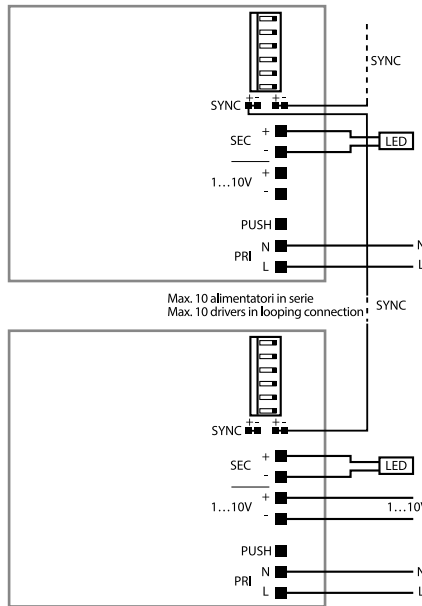 SYNC
+- +-
SYNC
SEC + LED
-
1...10V +
-
PUSH
PRI N N
L L
Max. 10 alimentatori in serie
Max. 10 drivers in looping connection
SYNC
+- +-
SYNC
SEC + LED
-
1...10V + 1...10V
-
PUSH
PRI N N
L L